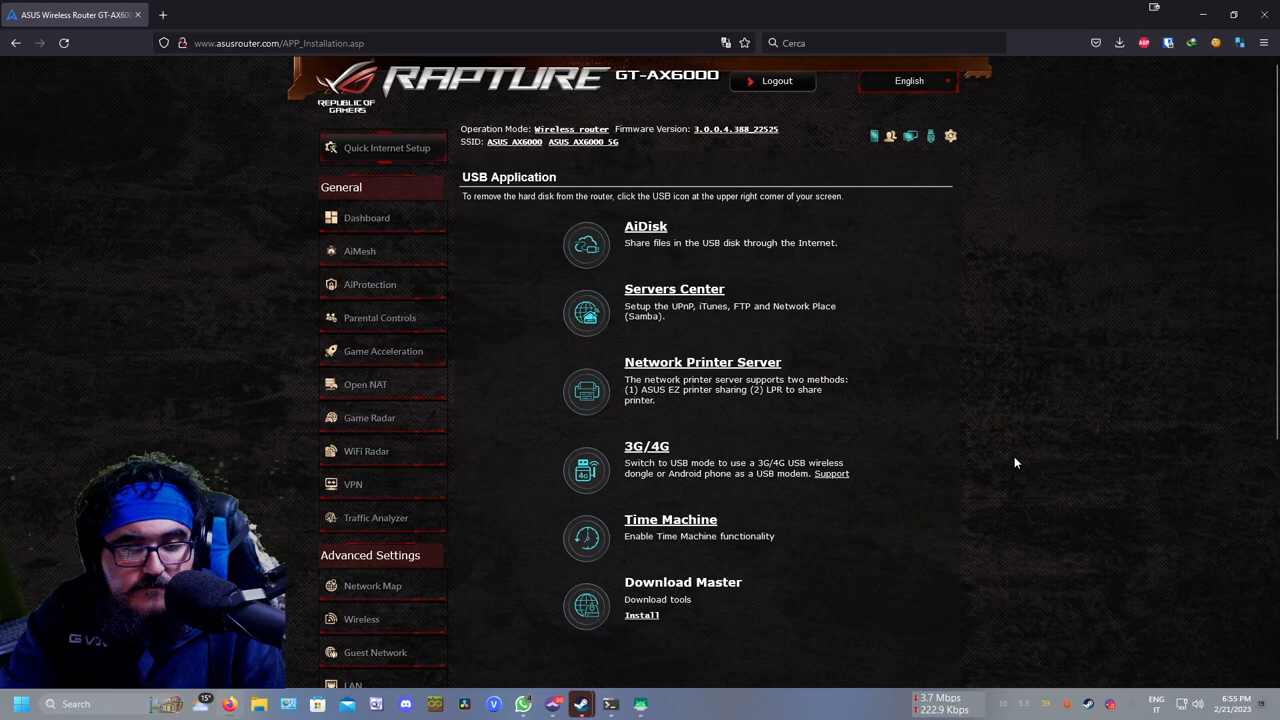 ASUS Wireless Router GT-AX600
www.asusrouter.com/APP_Installation.asp
Cerca
REPUBLIC OF
GAMERS
RAPTURE
GT-AX6000
Logout
English
Operation Mode: Wireless router Firmware Version: 3.0.0.4.388_22525
SSID: ASUS_AX6000 ASUS_AX6000_5G
Quick Internet Setup
General
Dashboard
AiMesh
AiProtection
Parental Controls
Game Acceleration
Open NAT
Game Radar
WiFi Radar
VPN
Traffic Analyzer
Advanced Settings
Network Map
Wireless
Guest Network
LAN
USB Application
To remove the hard disk from the router, click the USB icon at the upper right corner of your screen.
AiDisk
Share files in the USB disk through the Internet.
Servers Center
Setup the UPnP, iTunes, FTP and Network Place
(Samba).
Network Printer Server
The network printer server supports two methods:
(1) ASUS EZ printer sharing (2) LPR to share
printer.
3G/4G
Switch to USB mode to use a 3G/4G USB wireless
dongle or Android phone as a USB modem. Support
4G
Time Machine
Enable Time Machine functionality
Download Master
Download tools
Install
Search
15°
3.7 Mbps
222.9 Kbps
10 5.5 39
ENG
IT
6:55 PM
2/21/2023